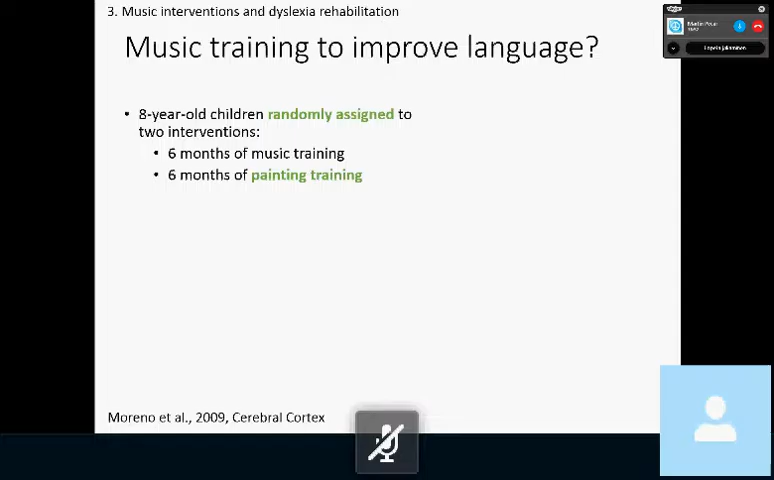 3. Music interventions and dyslexia rehabilitation
Music training to improve language?
• 8-year-old children randomly assigned to
two interventions:
• 6 months of music training
• 6 months of painting training
Moreno et al., 2009, Cerebral Cortex